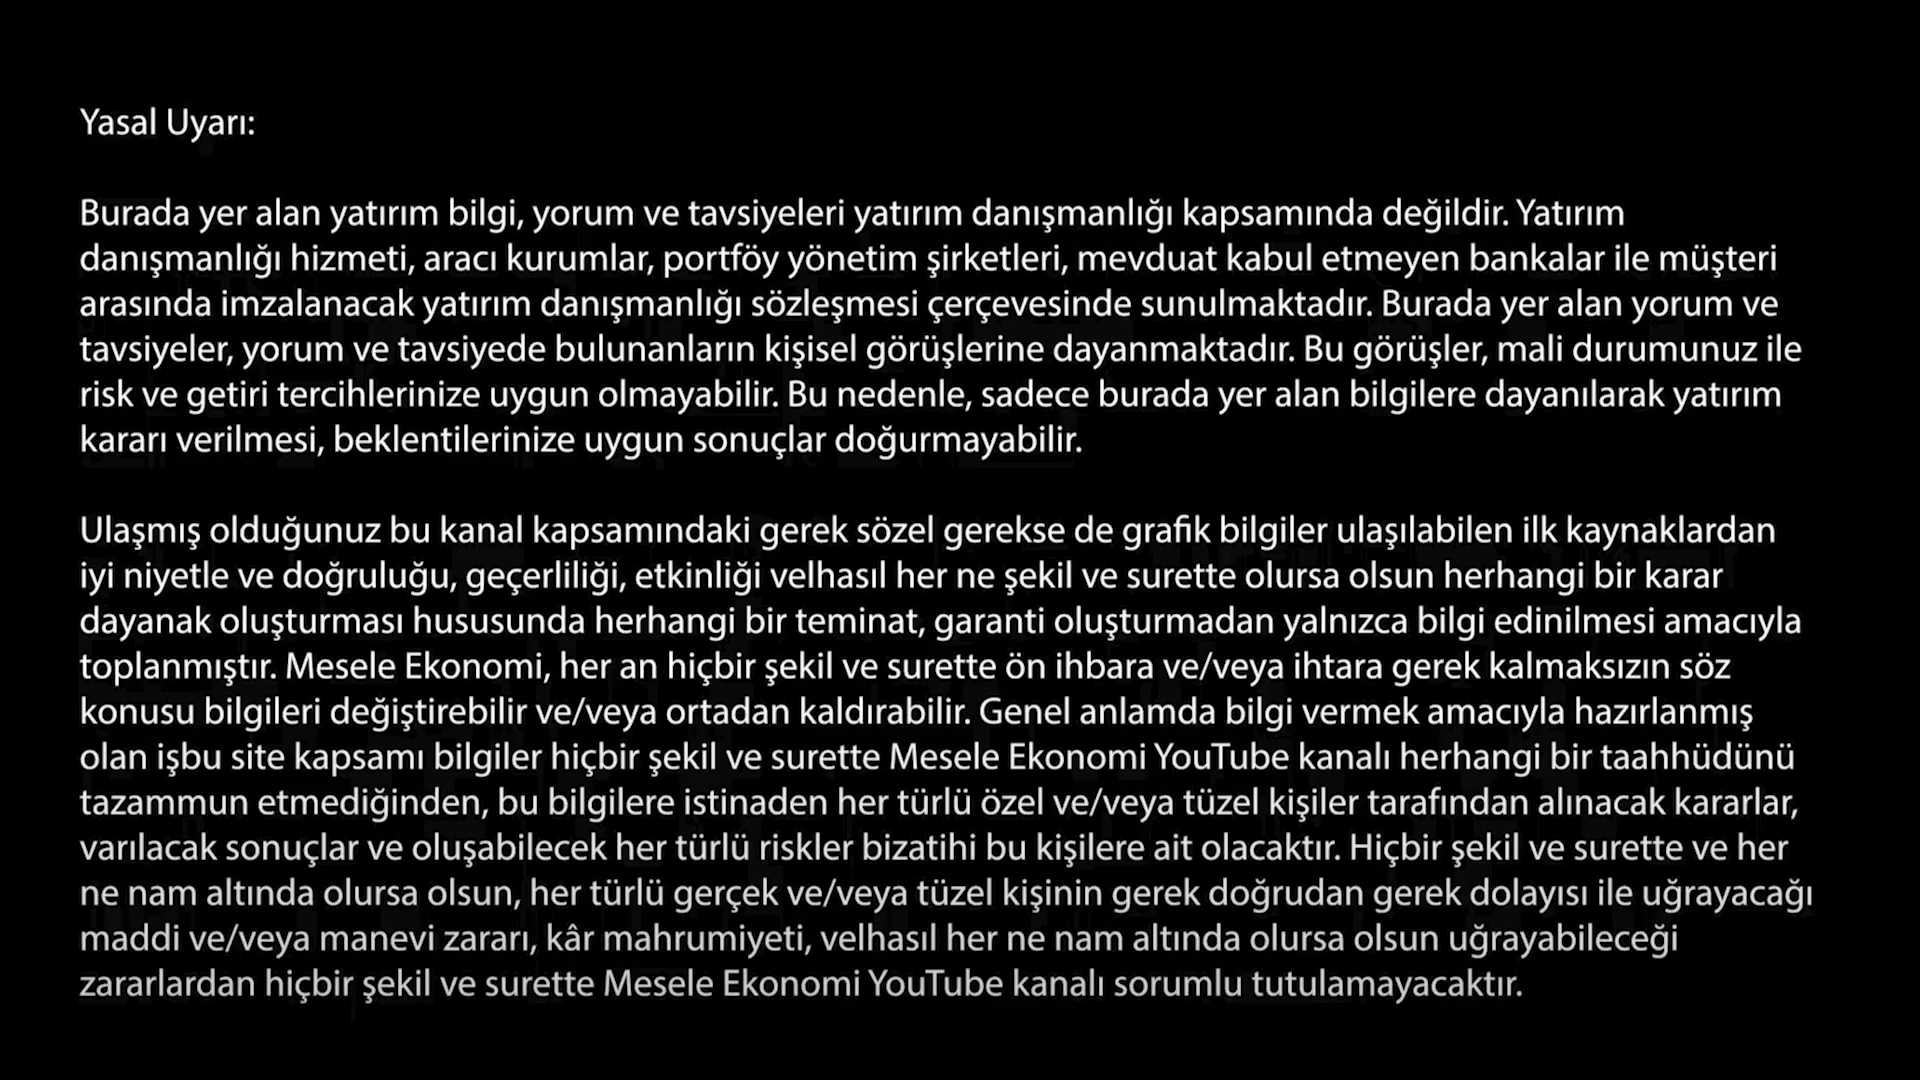 Yasal Uyarı:
Burada yer alan yatırım bilgi, yorum ve tavsiyeleri yatırım danışmanlığı kapsamında değildir. Yatırım
danışmanlığı hizmeti, aracı kurumlar, portföy yönetim şirketleri, mevduat kabul etmeyen bankalar ile müşteri
arasında imzalanacak yatırım danışmanlığı sözleşmesi çerçevesinde sunulmaktadır. Burada yer alan yorum ve
tavsiyeler, yorum ve tavsiyede bulunanların kişisel görüşlerine dayanmaktadır. Bu görüşler, mali durumunuz ile
risk ve getiri tercihlerinize uygun olmayabilir. Bu nedenle, sadece burada yer alan bilgilere dayanılarak yatırım
kararı verilmesi, beklentilerinize uygun sonuçlar doğurmayabilir.
Ulaşmış olduğunuz bu kanal kapsamındaki gerek sözel gerekse de grafik bilgiler ulaşılabilen ilk kaynaklardan
iyi niyetle ve doğruluğu, geçerliliği, etkinliği velhasıl her ne şekil ve surette olursa olsun herhangi bir karar
dayanak oluşturması hususunda herhangi bir teminat, garanti oluşturmadan yalnızca bilgi edinilmesi amacıyla
toplanmıştır. Mesele Ekonomi, her an hiçbir şekil ve surette ön ihbara ve/veya ihtara gerek kalmaksızın söz
konusu bilgileri değiştirebilir ve/veya ortadan kaldırabilir. Genel anlamda bilgi vermek amacıyla hazırlanmış
olan işbu site kapsamı bilgiler hiçbir şekil ve surette Mesele Ekonomi YouTube kanalı herhangi bir taahhüdünü
tazammun etmediğinden, bu bilgilere istinaden her türlü özel ve/veya tüzel kişiler tarafından alınacak kararlar,
varılacak sonuçlar ve oluşabilecek her türlü riskler bizatihi bu kişilere ait olacaktır. Hiçbir şekil ve surette ve her
ne nam altında olursa olsun, her türlü gerçek ve/veya tüzel kişinin gerek doğrudan gerek dolayısı ile uğrayacağı
maddi ve/veya manevi zararı, kâr mahrumiyeti, velhasıl her ne nam altında olursa olsun uğrayabileceği
zararlardan hiçbir şekil ve surette Mesele Ekonomi YouTube kanalı sorumlu tutulamayacaktır.